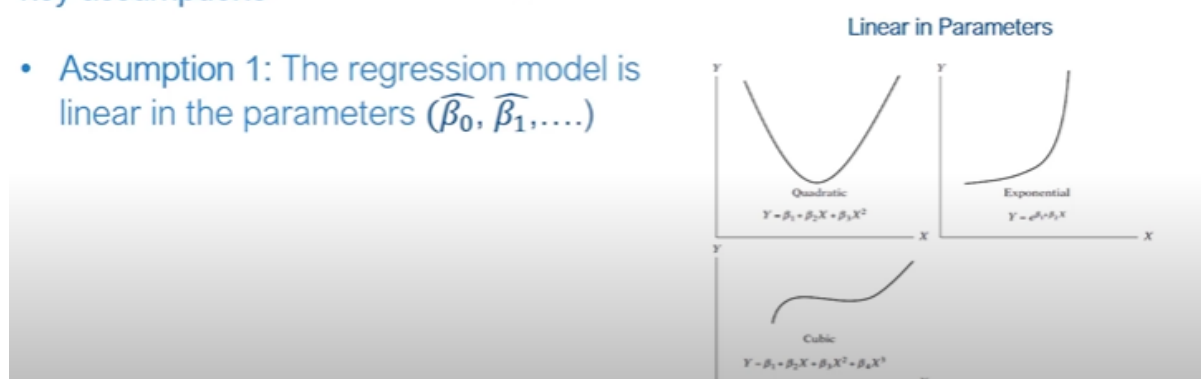 Linear in Parameters
• Assumption 1: The regression model is
linear in the parameters (β̂₀, β̂₁,....)
Y
Y
Quadratic
Y = β₁ + β₂X + β₃X²
X
Exponential
Y = e^β₁+β₂X
X
Y
Cubic
Y = β₁ + β₂X + β₃X² + β₄X³